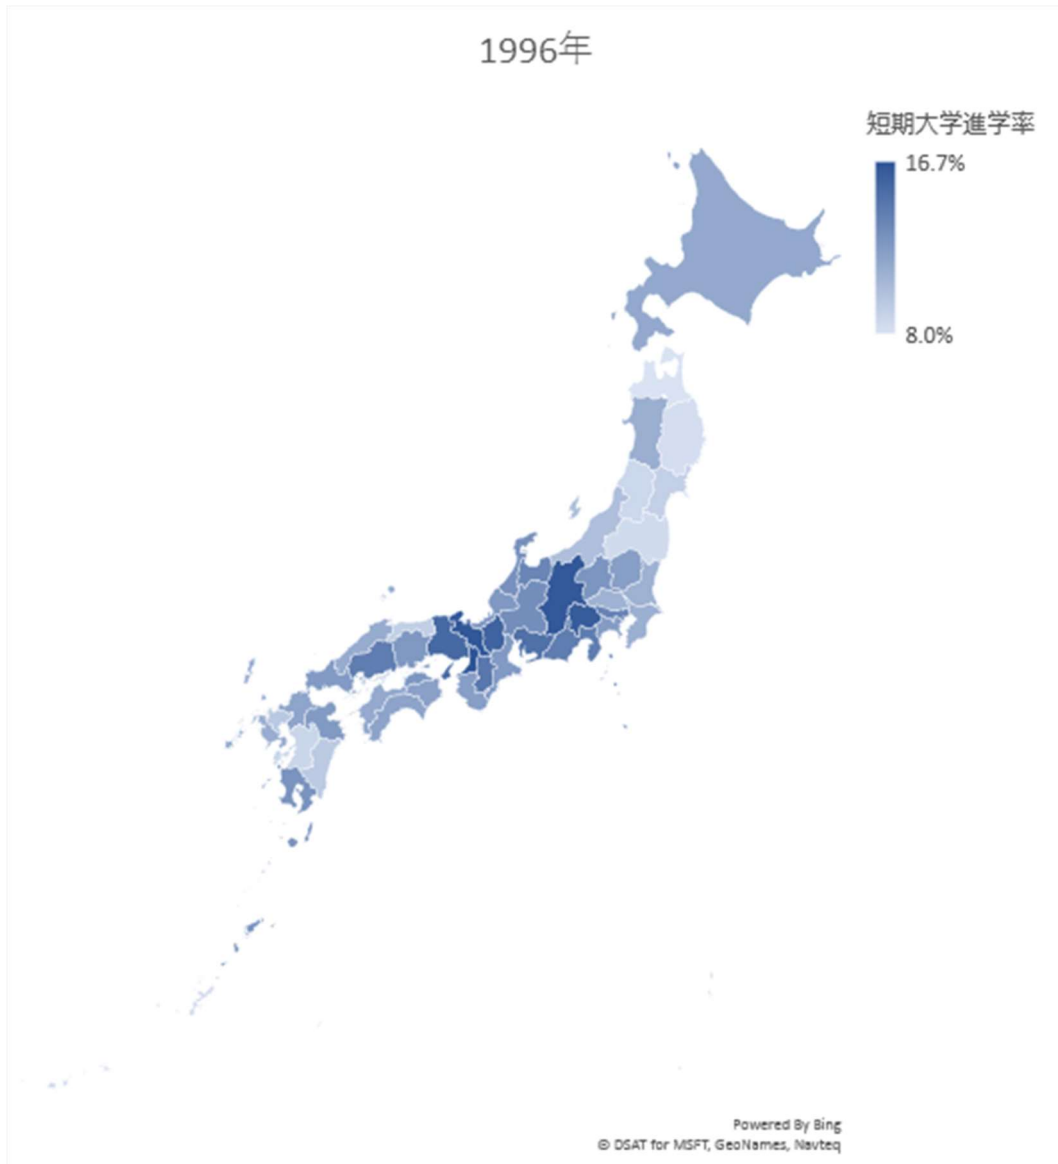 1996年
短期大学進学率
16.7%
8.0%
Powered By Bing
© DSAT for MSFT, GeoNames, Navteq